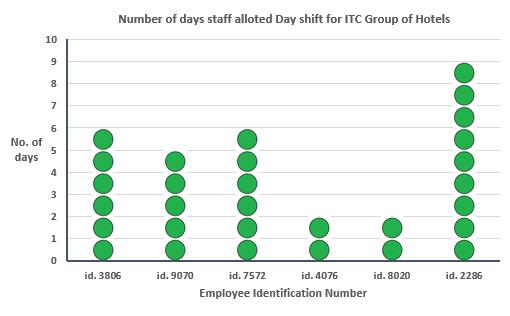 Number of days staff alloted Day shift for ITC Group of Hotels
10
9
8
7
6
5
4
3
2
1
0
No. of
days
id. 3806 id. 9070 id. 7572 id. 4076 id. 8020 id. 2286
Employee Identification Number